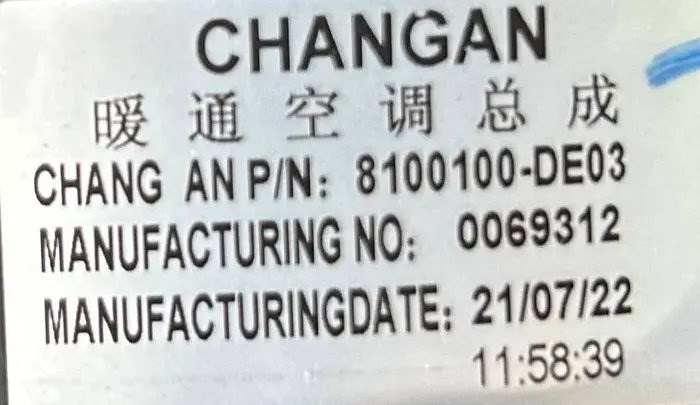 CHANGAN
暖通空调总成
CHANG AN P/N: 8100100-DE03
MANUFACTURING NO: 0069312
MANUFACTURINGDATE: 21/07/22
11:58:39